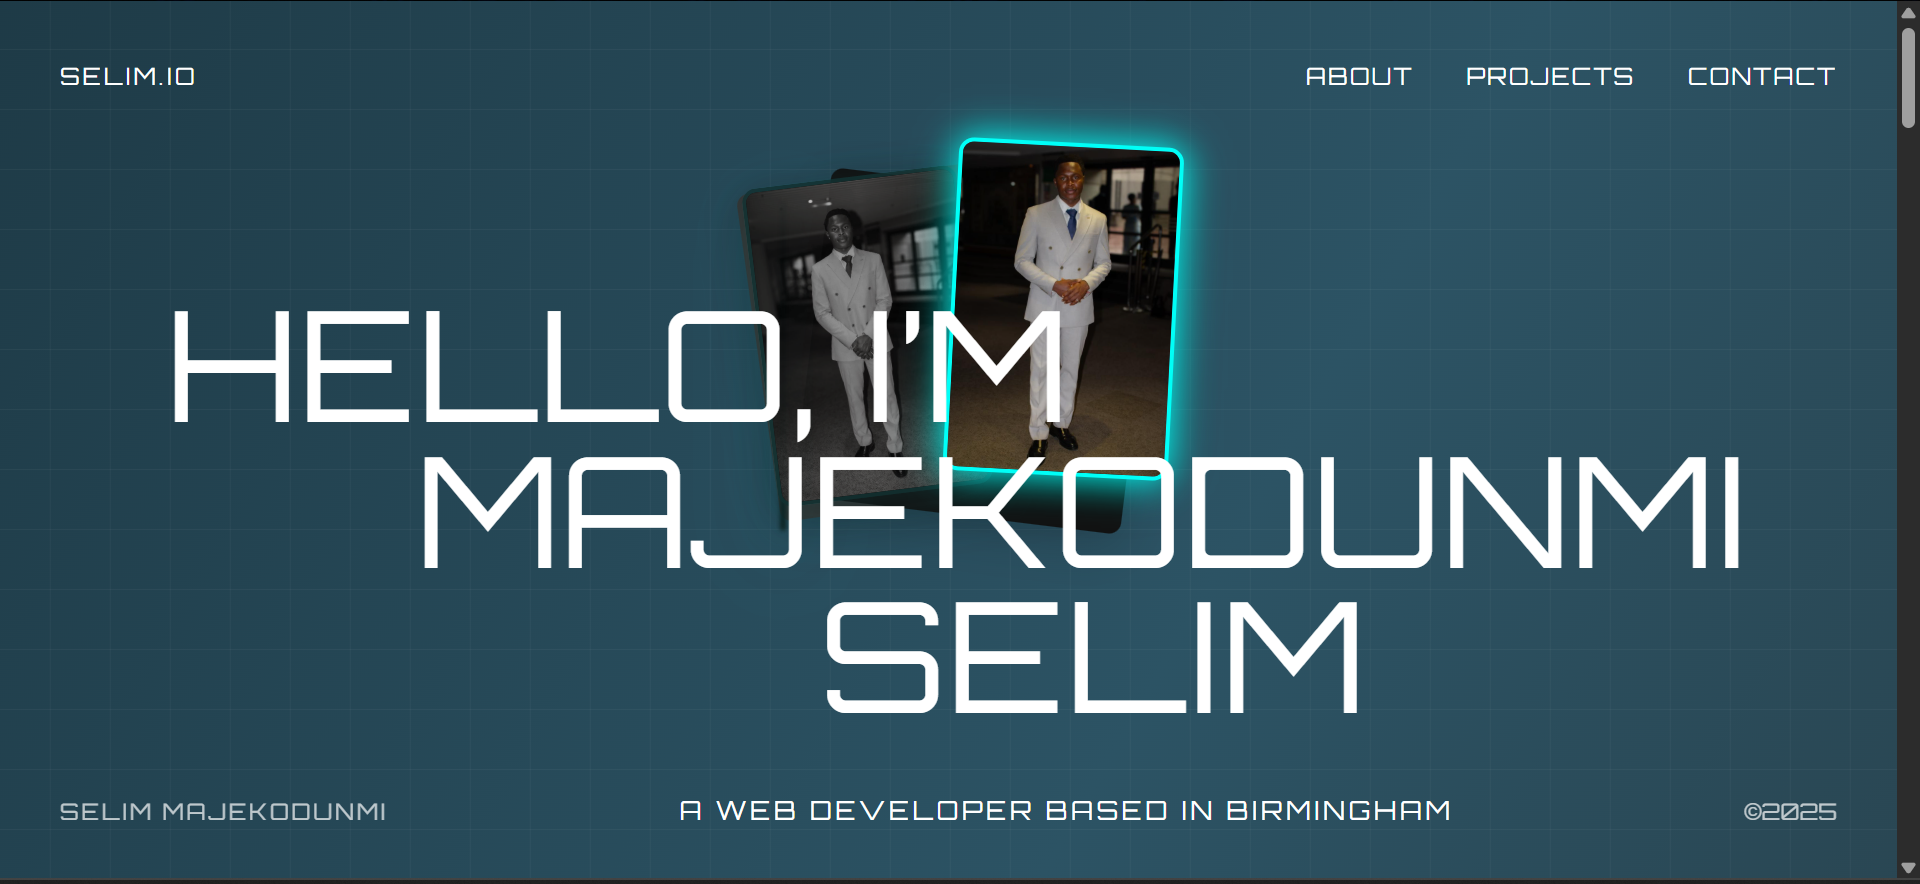 SELIM.IO
ABOUT PROJECTS CONTACT
HELLO, I'M
MAJEKODUNMI
SELIM
SELIM MAJEKODUNMI
A WEB DEVELOPER BASED IN BIRMINGHAM
©2025